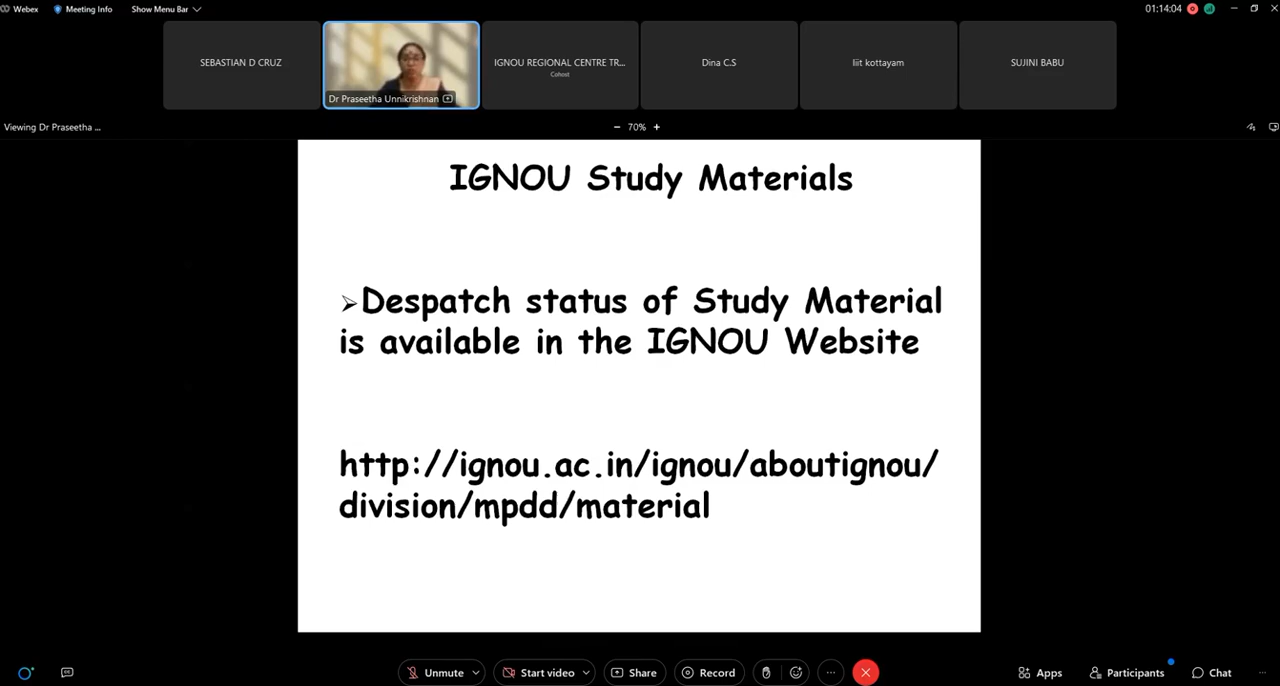 Webex
Meeting Info
Show Menu Bar
01:14:04
SEBASTIAN D CRUZ
Dr Praseetha Unnikrishnan
IGNOU REGIONAL CENTRE TR...
Cohost
Dina C.S
liit kottayam
SUJINI BABU
Viewing Dr Praseetha ...
− 70% +
IGNOU Study Materials
➢Despatch status of Study Material
is available in the IGNOU Website
http://ignou.ac.in/ignou/aboutignou/
division/mpdd/material
Unmute
Start video
Share
Record
Apps
Participants
Chat